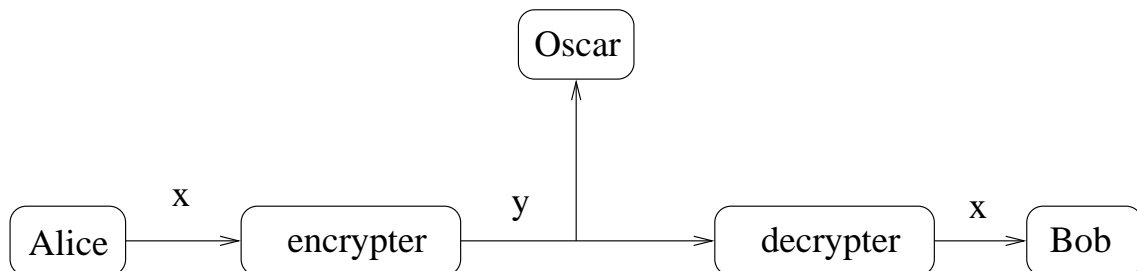 Oscar
x
y
x
Alice
encrypter
decrypter
Bob